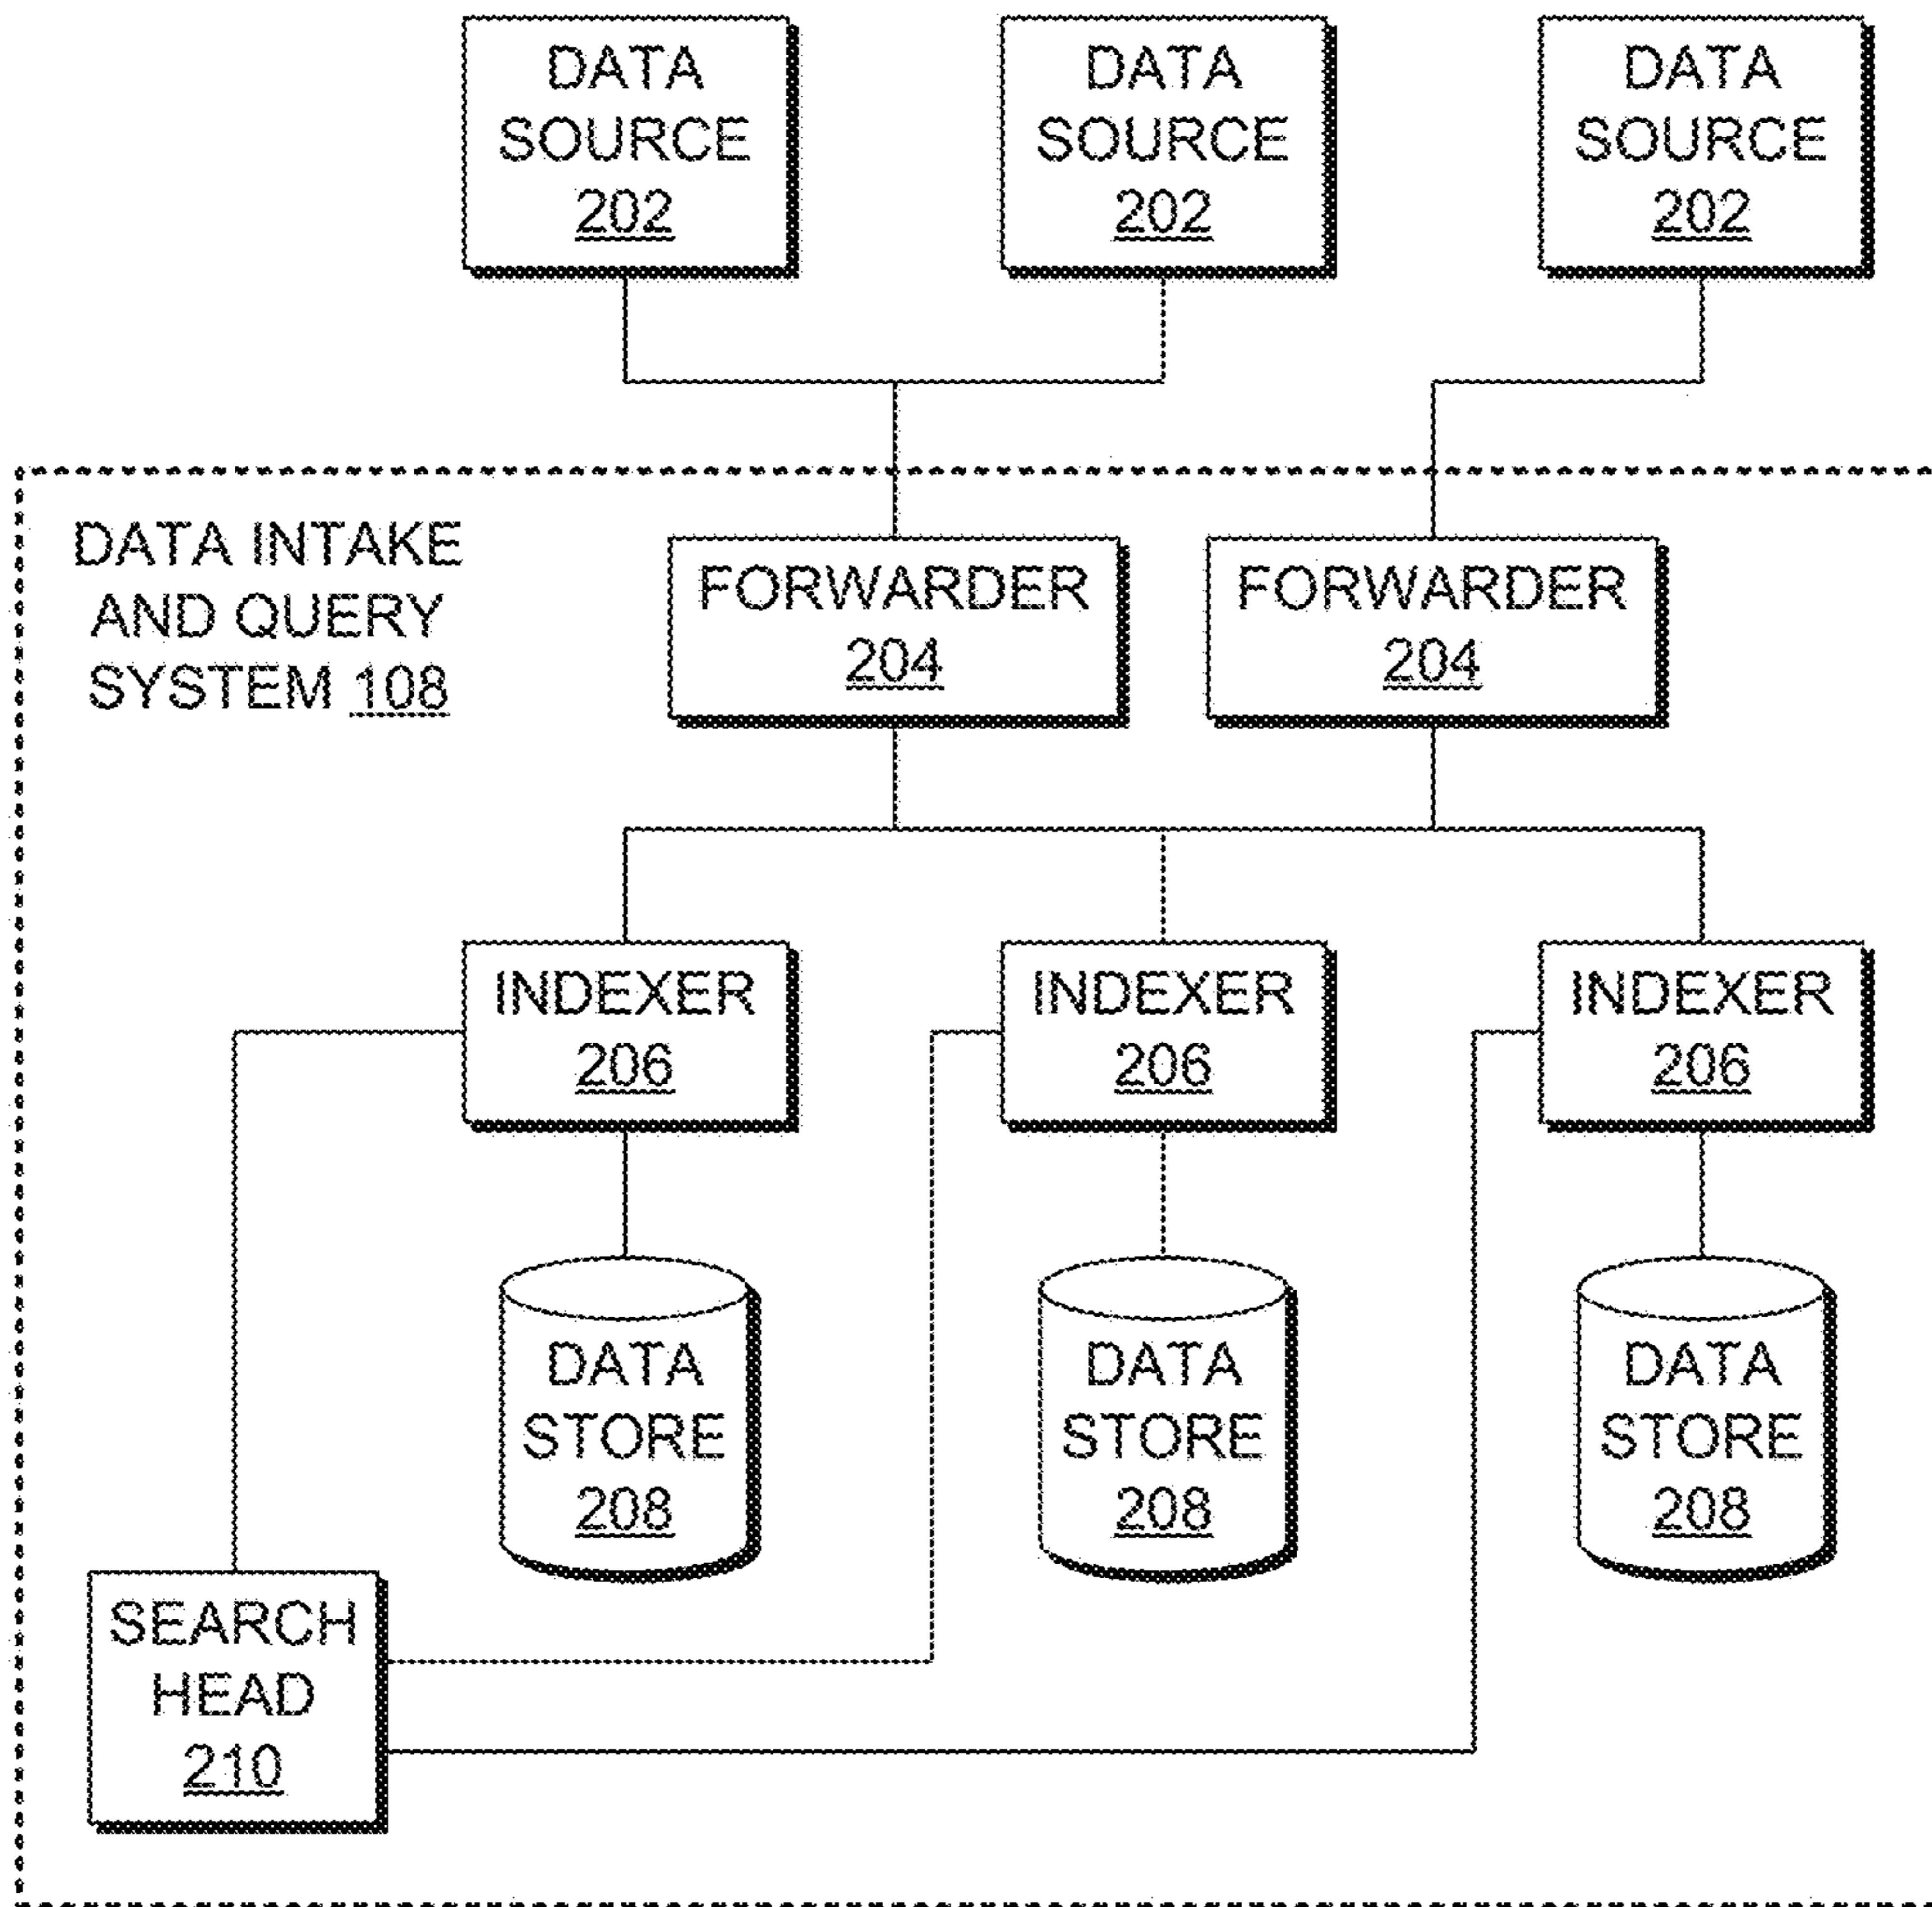 DATA
SOURCE
202
DATA
SOURCE
202
DATA
SOURCE
202
DATA INTAKE
AND QUERY
SYSTEM 108
FORWARDER
204
FORWARDER
204
INDEXER
206
INDEXER
206
INDEXER
206
DATA
STORE
208
DATA
STORE
208
DATA
STORE
208
SEARCH
HEAD
210